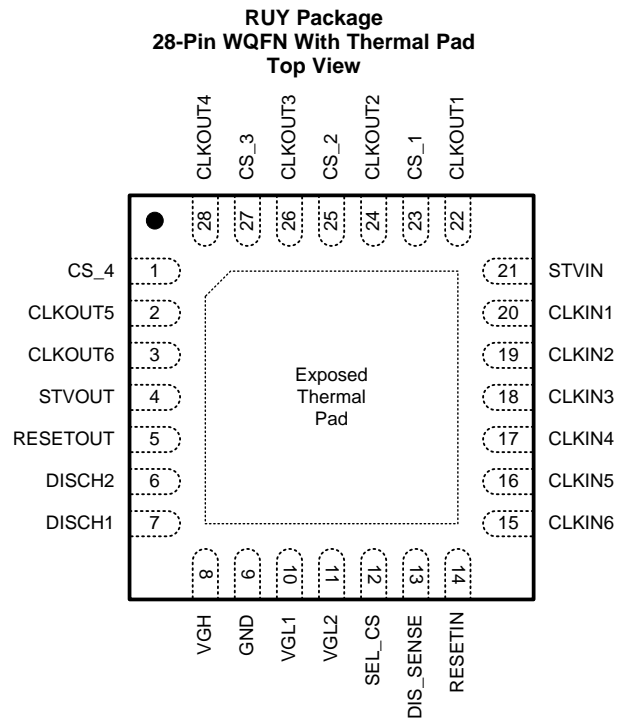 RUY Package
28-Pin WQFN With Thermal Pad
Top View
CLKOUT4
CS_3
CLKOUT3
CS_2
CLKOUT2
CS_1
CLKOUT1
28
27
26
25
24
23
22
CS_4 1
CLKOUT5 2
CLKOUT6 3
STVOUT 4
RESETOUT 5
DISCH2 6
DISCH1 7
Exposed
Thermal
Pad
21 STVIN
20 CLKIN1
19 CLKIN2
18 CLKIN3
17 CLKIN4
16 CLKIN5
15 CLKIN6
8
9
10
11
12
13
14
VGH
GND
VGL1
VGL2
SEL_CS
DIS_SENSE
RESETIN